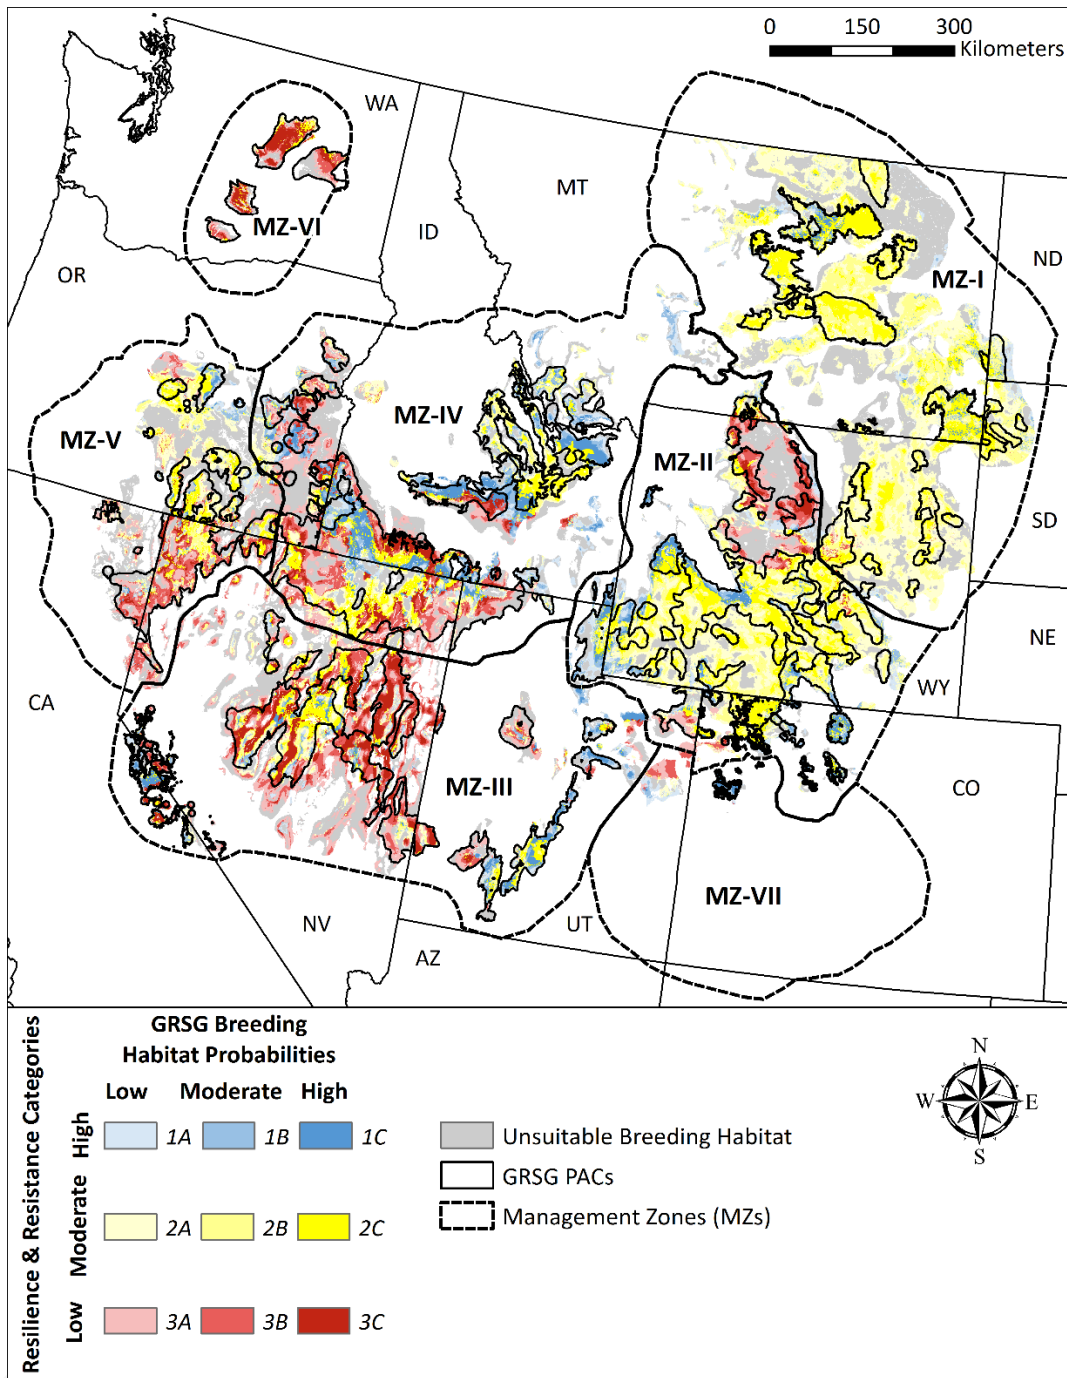 0 150 300
Kilometers
WA
MT
MZ-VI
ID
ND
OR
MZ-I
MZ-IV
MZ-V
MZ-II
SD
NE
WY
CA
MZ-III
CO
MZ-VII
NV
UT
AZ
Resilience & Resistance Categories
GRSG Breeding
Habitat Probabilities
Low Moderate High
High
1A 1B 1C
Moderate
2A 2B 2C
Low
3A 3B 3C
Unsuitable Breeding Habitat
GRSG PACs
Management Zones (MZs)
N
W E
S